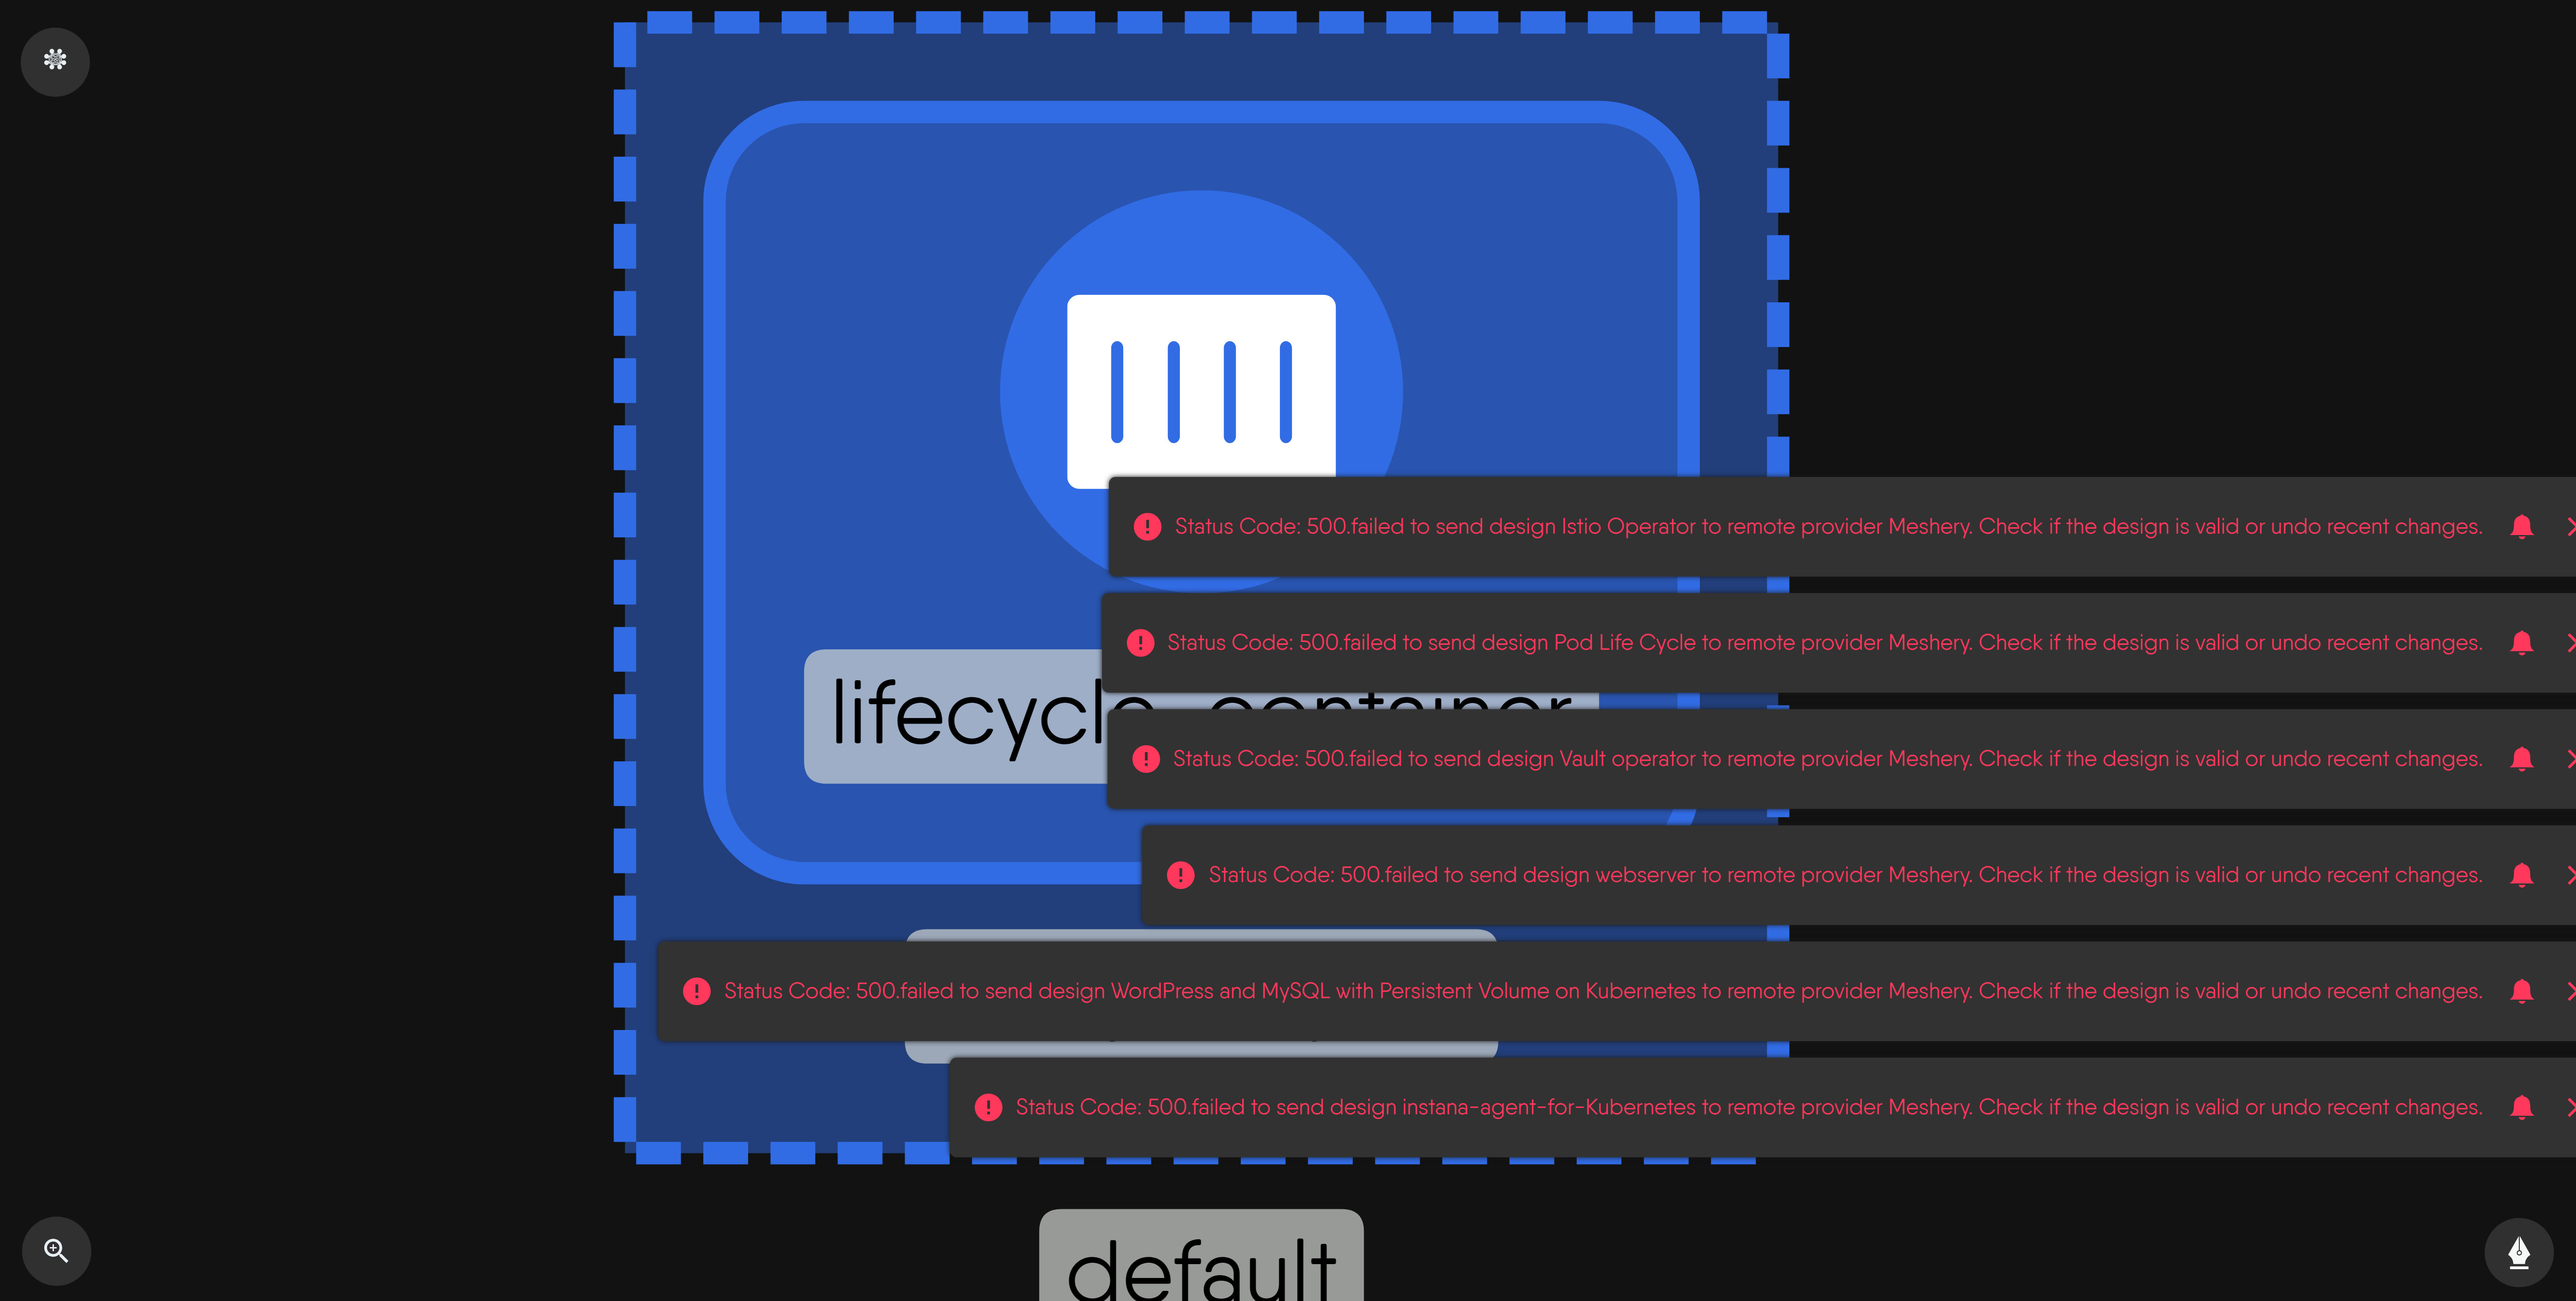 Status Code: 500.failed to send design Istio Operator to remote provider Meshery. Check if the design is valid or undo recent changes.
Status Code: 500.failed to send design Pod Life Cycle to remote provider Meshery. Check if the design is valid or undo recent changes.
lifecycle-container
Status Code: 500.failed to send design Vault operator to remote provider Meshery. Check if the design is valid or undo recent changes.
Status Code: 500.failed to send design webserver to remote provider Meshery. Check if the design is valid or undo recent changes.
Status Code: 500.failed to send design WordPress and MySQL with Persistent Volume on Kubernetes to remote provider Meshery. Check if the design is valid or undo recent changes.
Status Code: 500.failed to send design instana-agent-for-Kubernetes to remote provider Meshery. Check if the design is valid or undo recent changes.
default